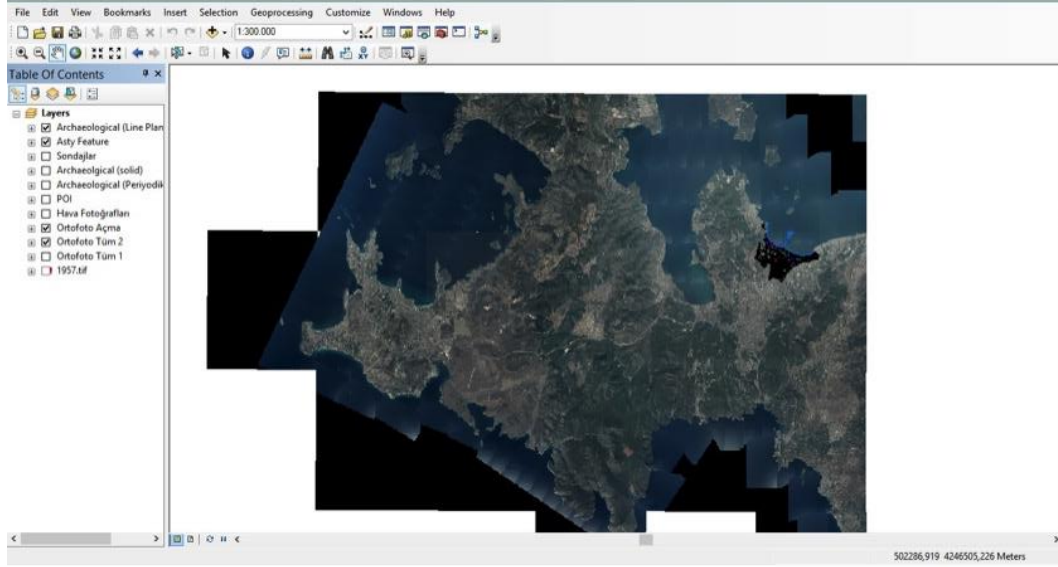 File Edit View Bookmarks Insert Selection Geoprocessing Customize Windows Help
1:300.000
Table Of Contents
Layers
Archaeological (Line Plan
Asty Feature
Sondajlar
Archaeolgical (solid)
Archaeological (Periyodik
POI
Hava Fotoğrafları
Ortofoto Açma
Ortofoto Tüm 2
Ortofoto Tüm 1
1957.tif
502286,919 4246505,226 Meters